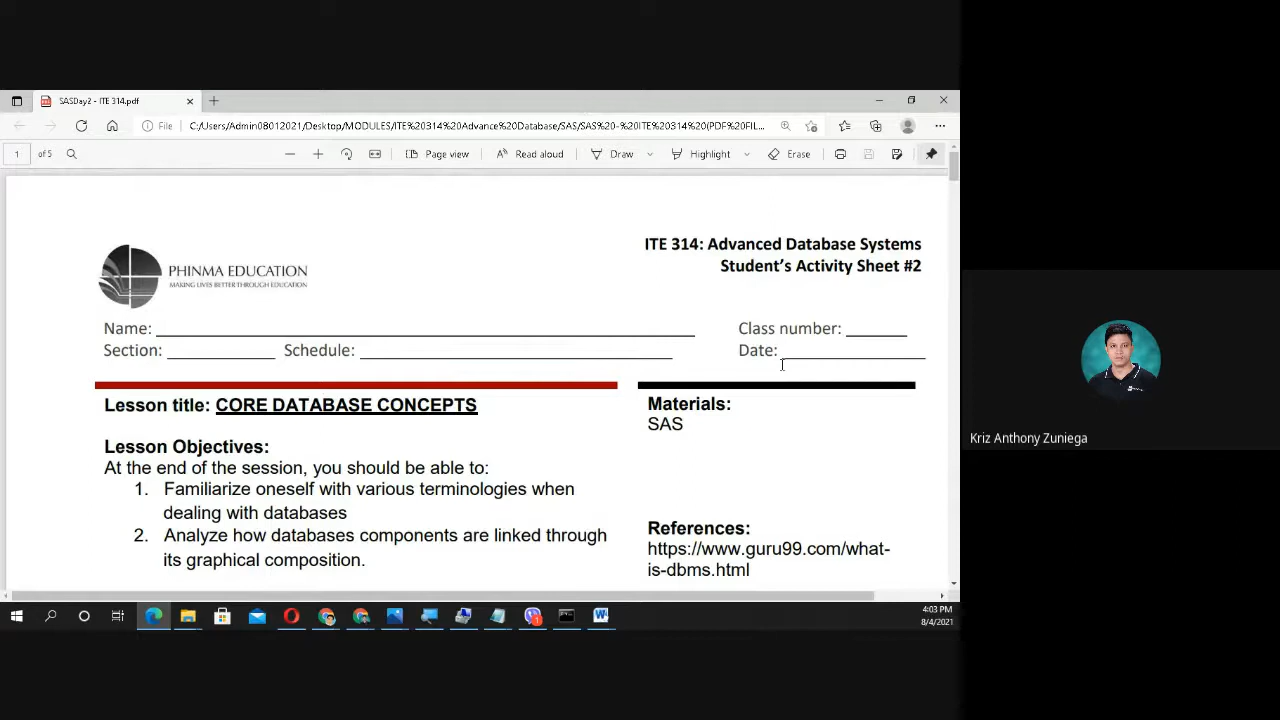 SASDay2 - ITE 314.pdf
File C:/Users/Admin08012021/Desktop/MODULES/ITE%20314%20Advance%20Database/SAS/SAS%20-%20ITE%20314%20(PDF%20FIL...
1 of 5 Page view Read aloud Draw Highlight Erase
PHINMA EDUCATION
MAKING LIVES BETTER THROUGH EDUCATION
ITE 314: Advanced Database Systems
Student’s Activity Sheet #2
Name: Class number:
Section: Schedule: Date:
Lesson title: CORE DATABASE CONCEPTS
Lesson Objectives:
At the end of the session, you should be able to:
1. Familiarize oneself with various terminologies when
dealing with databases
2. Analyze how databases components are linked through
its graphical composition.
Materials:
SAS
References:
https://www.guru99.com/what-
is-dbms.html
Kriz Anthony Zuniega
1
4:03 PM
8/4/2021